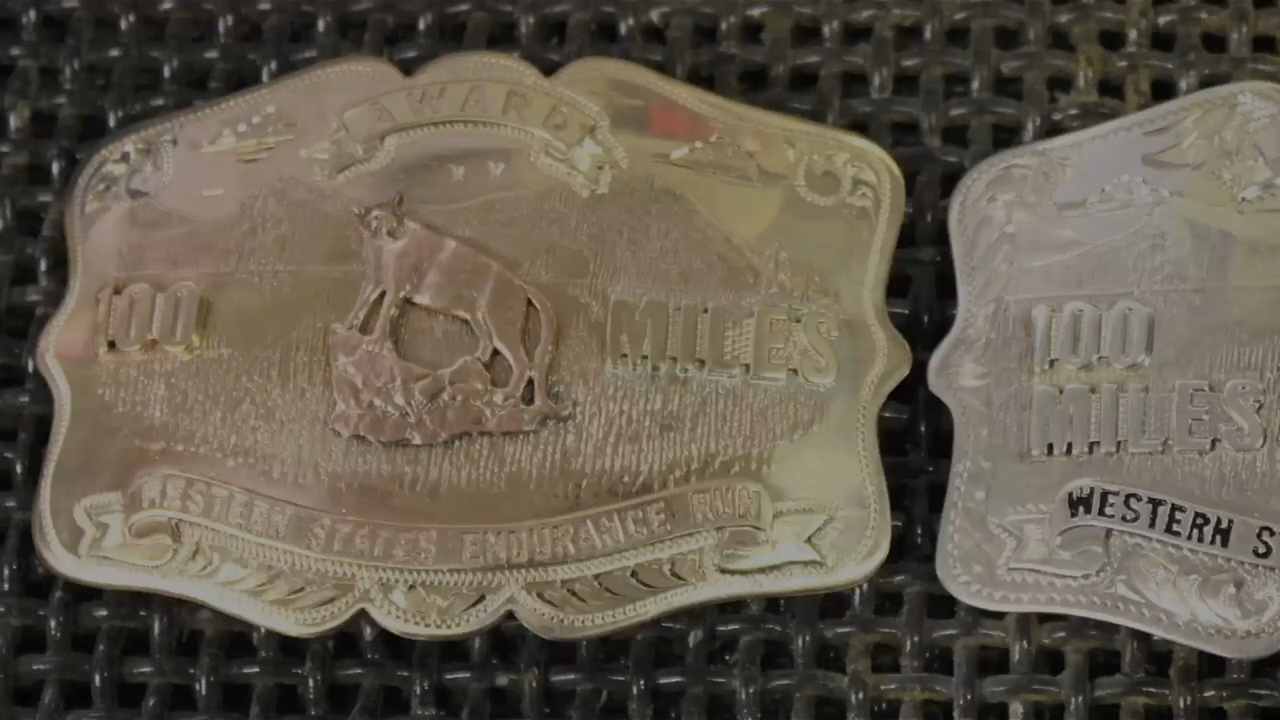 AWARD
100 MILES
WESTERN STATES ENDURANCE RUN
100
MILES
WESTERN S